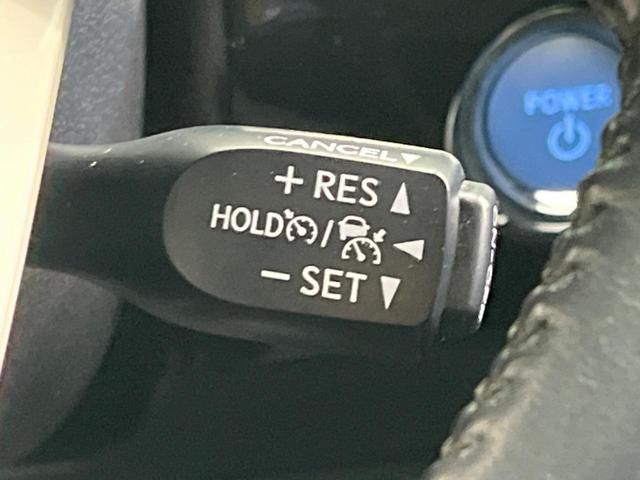 CANCEL
+ RES
HOLD /
- SET
POWER